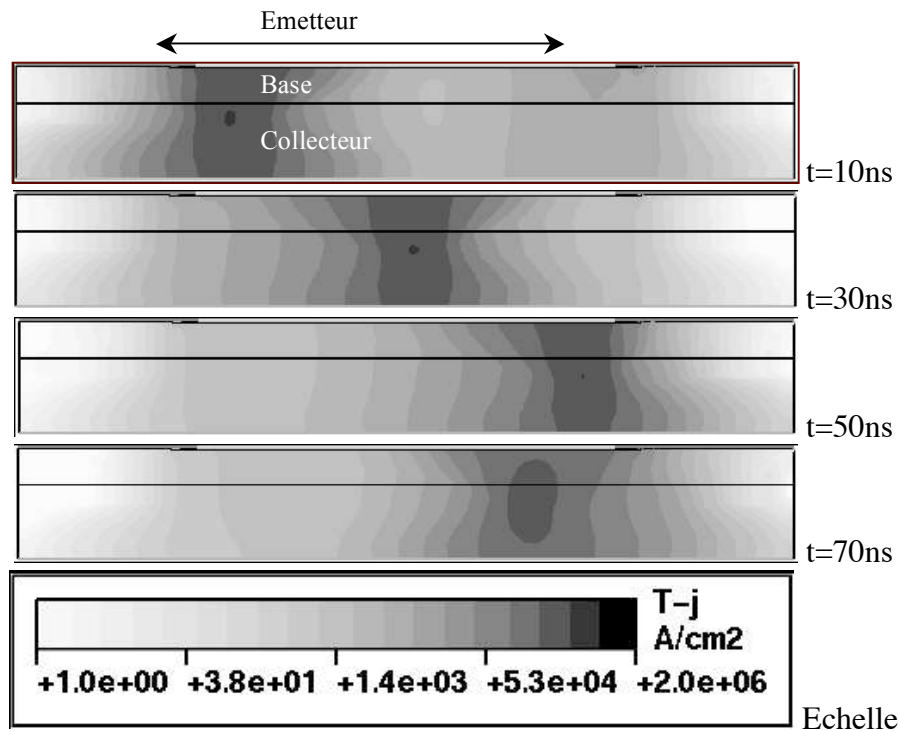 Emetteur
Base
Collecteur
t=10ns
t=30ns
t=50ns
t=70ns
T-j
A/cm2
+1.0e+00 +3.8e+01 +1.4e+03 +5.3e+04 +2.0e+06
Echelle